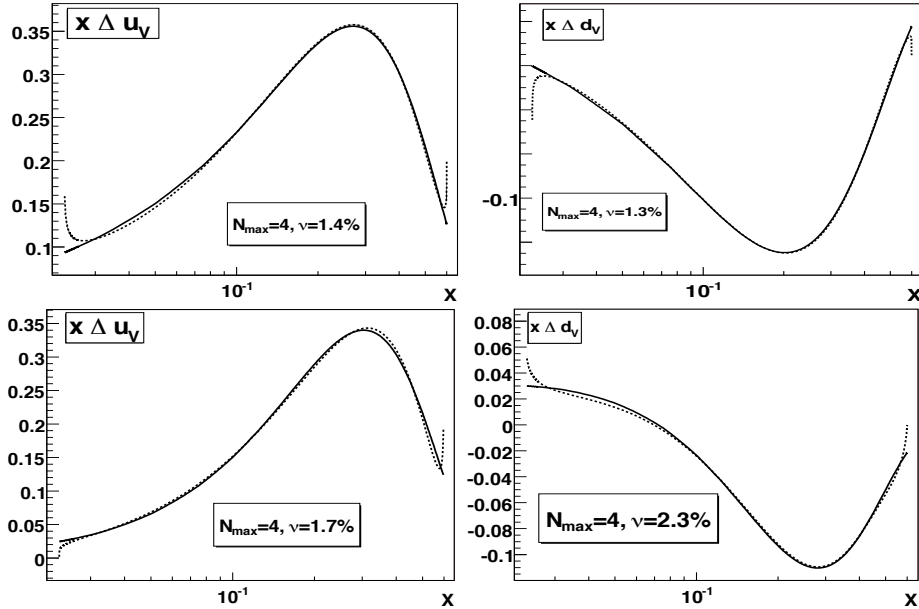 x Δ u_V
0.35
0.3
0.25
0.2
0.15
0.1
N_max=4, ν=1.4%
10^-1
X
x Δ d_V
-0.1
N_max=4, ν=1.3%
10^-1
X
x Δ u_V
0.35
0.3
0.25
0.2
0.15
0.1
0.05
0
N_max=4, ν=1.7%
10^-1
X
x Δ d_V
0.08
0.06
0.04
0.02
0
-0.02
-0.04
-0.06
-0.08
-0.1
N_max=4, ν=2.3%
10^-1
X